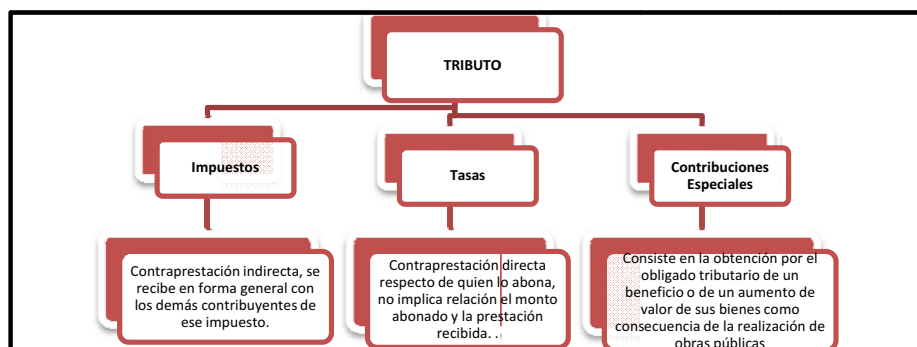 TRIBUTO
Impuestos
Tasas
Contribuciones
Especiales
Contraprestación indirecta, se
recibe en forma general con
los demás contribuyentes de
ese impuesto.
Contraprestación directa
respecto de quien lo abona,
no implica relación el monto
abonado y la prestación
recibida. .
Consiste en la obtención por el
obligado tributario de un
beneficio o de un aumento de
valor de sus bienes como
consecuencia de la realización de
obras públicas